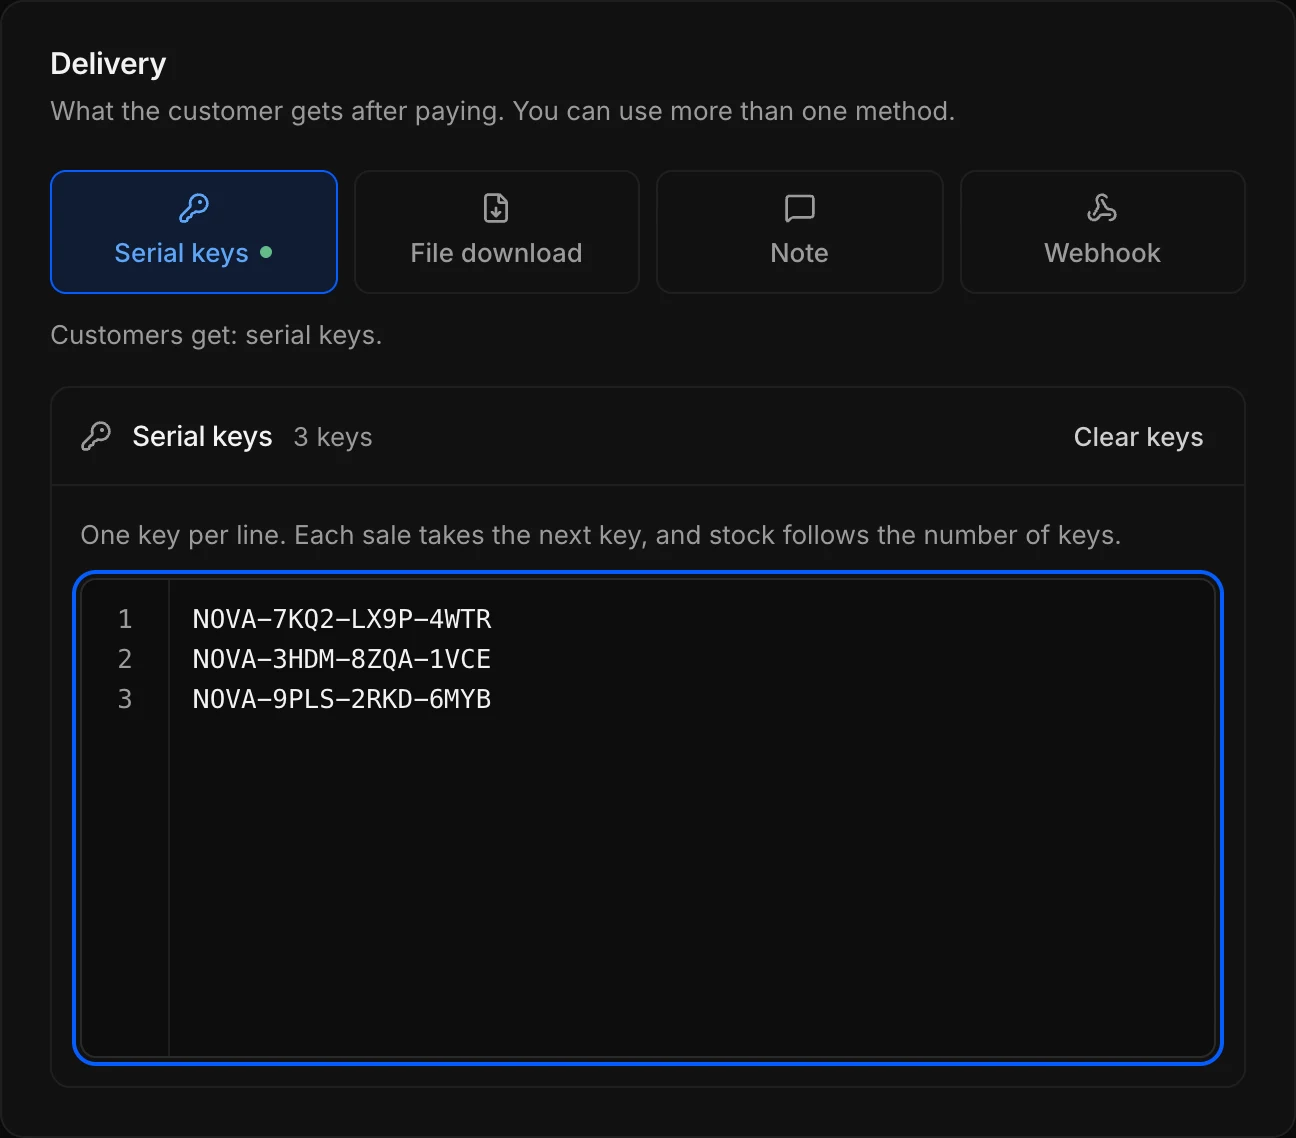 Delivery
What the customer gets after paying. You can use more than one method.
Serial keys
File download
Note
Webhook
Customers get: serial keys.
Serial keys 3 keys Clear keys
One key per line. Each sale takes the next key, and stock follows the number of keys.
1 NOVA-7KQ2-LX9P-4WTR
2 NOVA-3HDM-8ZQA-1VCE
3 NOVA-9PLS-2RKD-6MYB